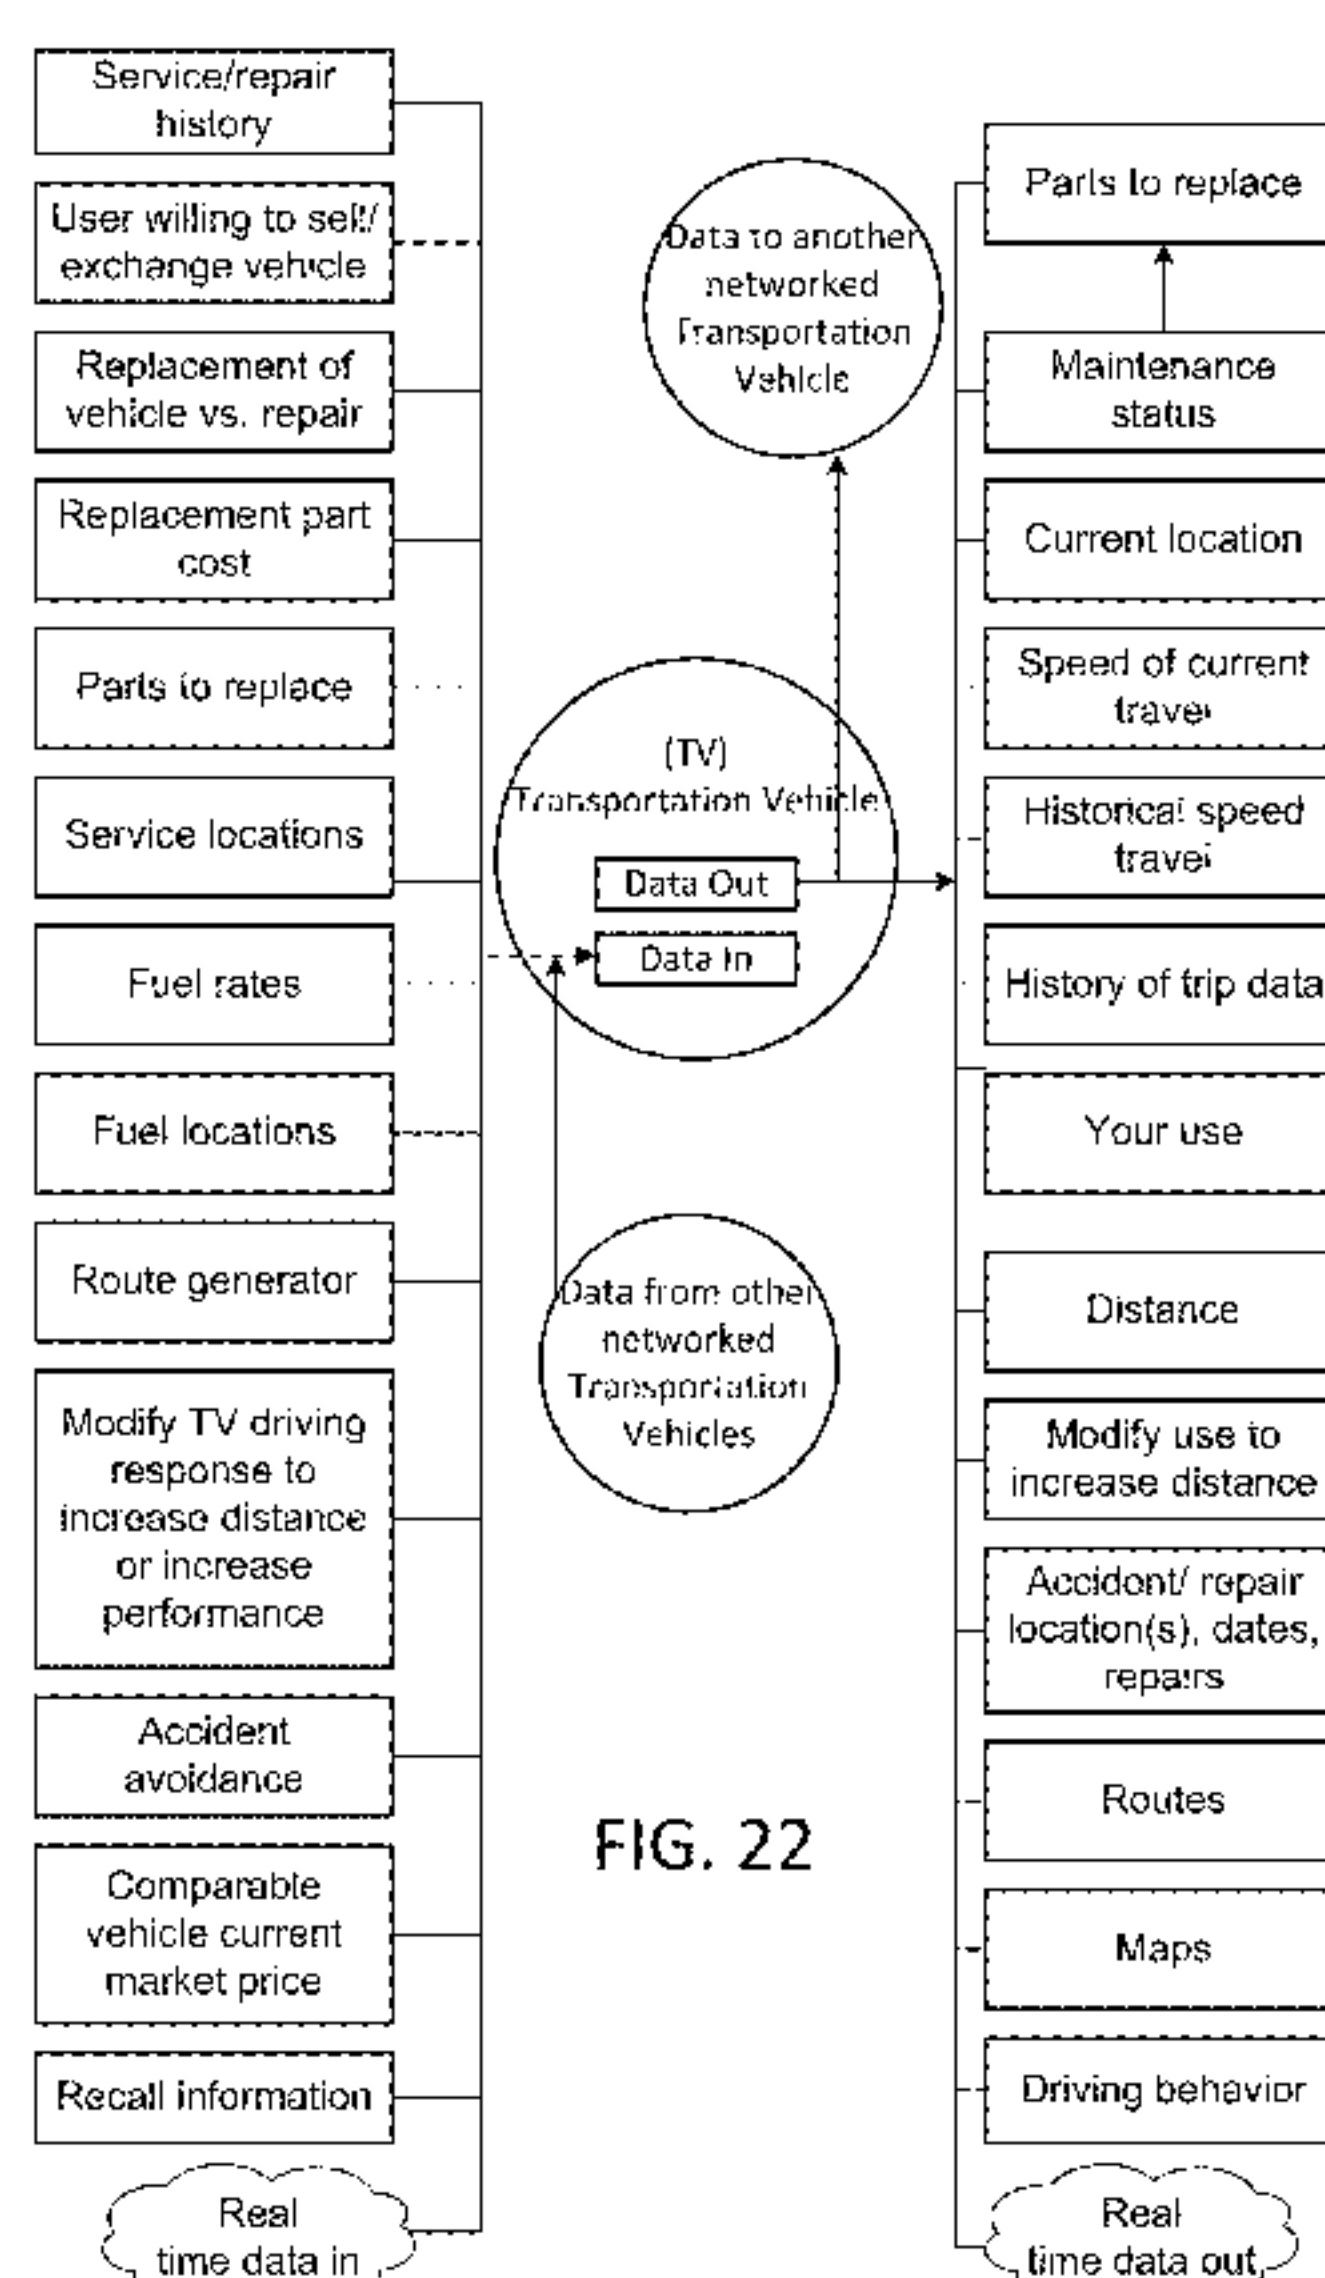 Service/repair
history
User willing to sell/
exchange vehicle
Replacement of
vehicle vs. repair
Replacement part
cost
Parts to replace
Service locations
Fuel rates
Fuel locations
Route generator
Modify TV driving
response to
increase distance
or increase
performance
Accident
avoidance
Comparable
vehicle current
market price
Recall information
Real
time data in
Data to another
networked
Transportation
Vehicle
(TV)
Transportation Vehicle
Data Out
Data In
Data from other
networked
Transportation
Vehicles
FIG. 22
Parts to replace
Maintenance
status
Current location
Speed of current
travel
Historical speed
travel
History of trip data
Your use
Distance
Modify use to
increase distance
Accident/ repair
location(s), dates,
repairs
Routes
Maps
Driving behavior
Real
time data out